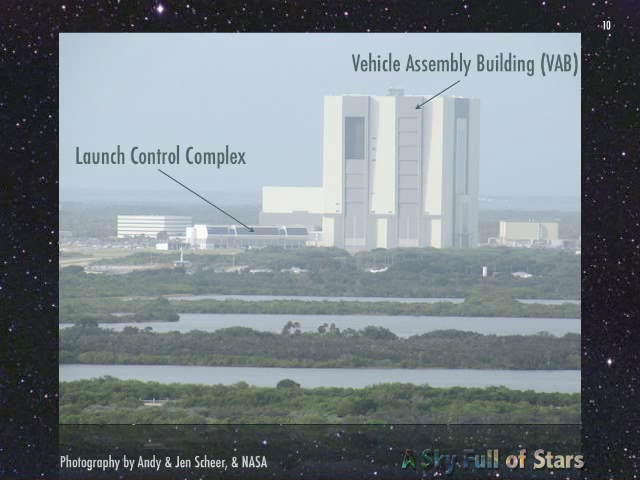 10
Vehicle Assembly Building (VAB)
Launch Control Complex
Photography by Andy & Jen Scheer, & NASA
A Sky Full of Stars